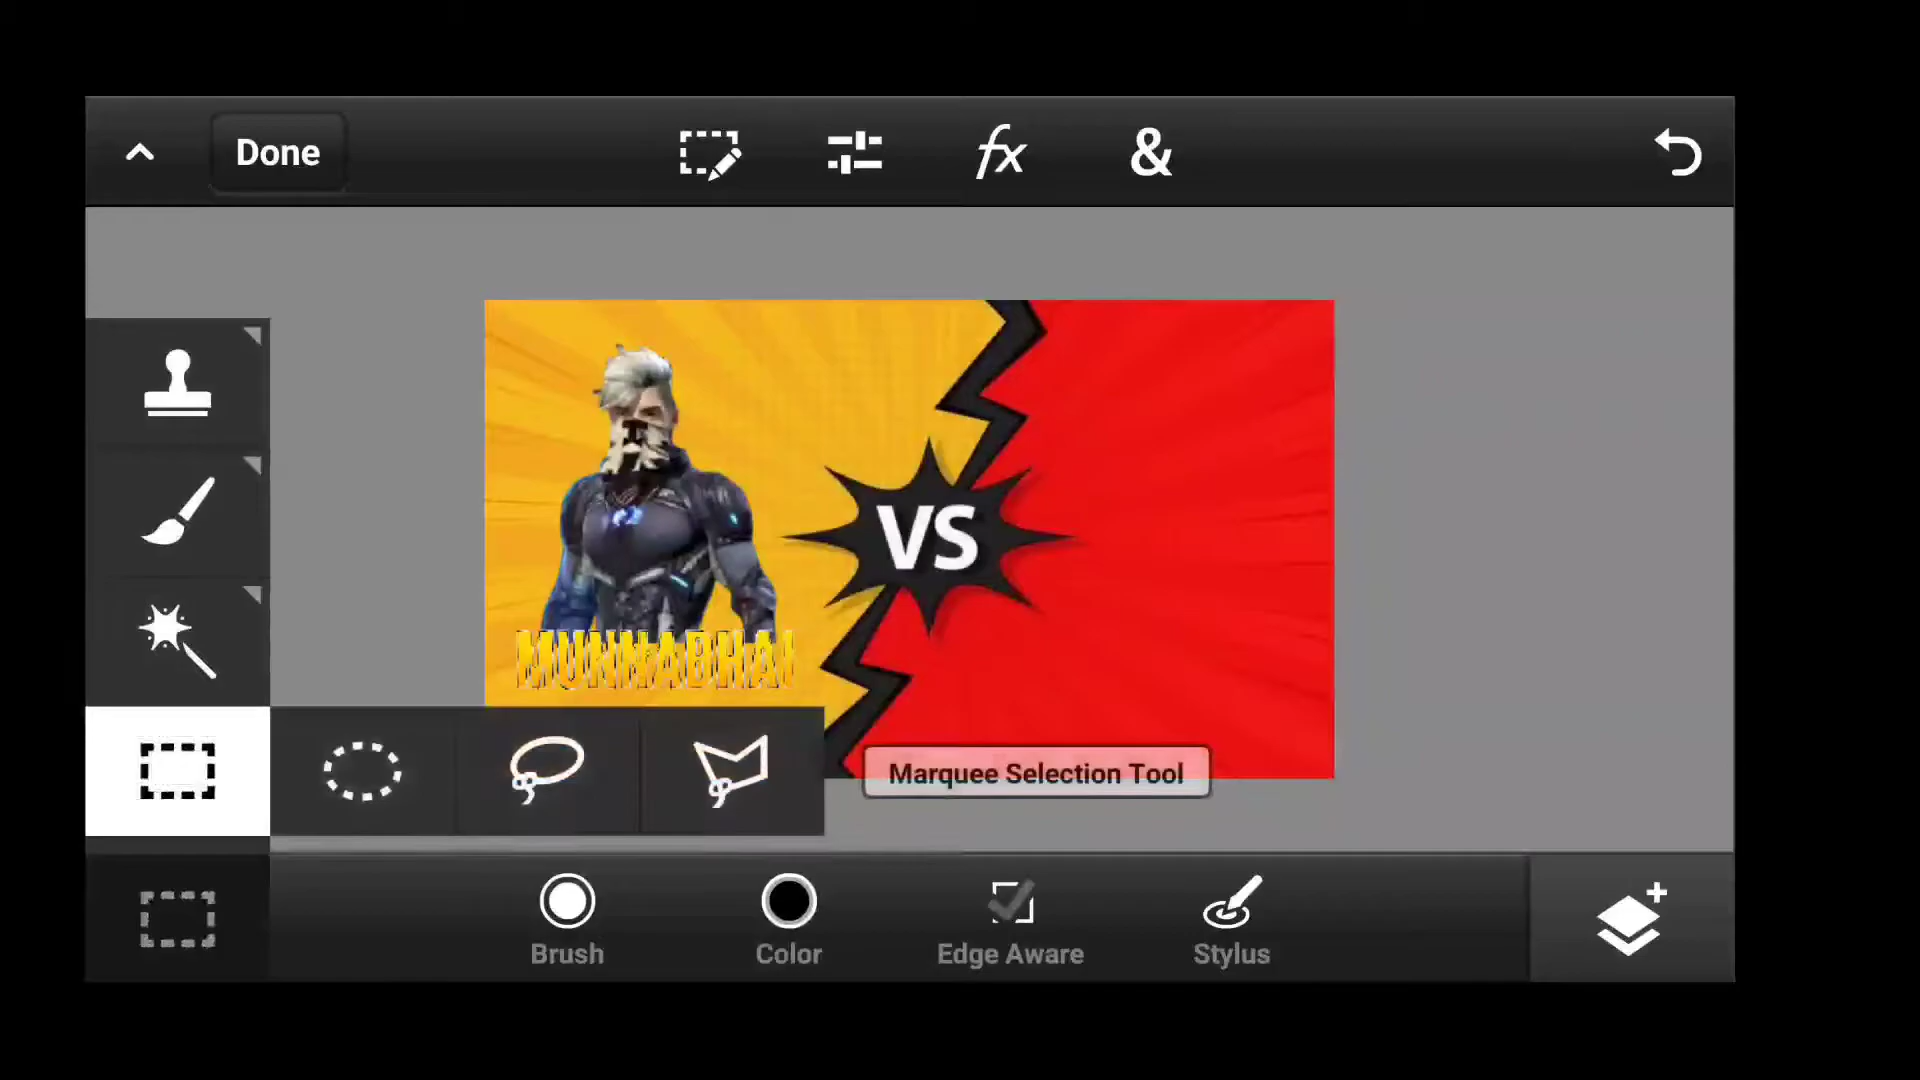 Done
fx
&
VS
MUNNABHAI
Marquee Selection Tool
Brush
Color
Edge Aware
Stylus